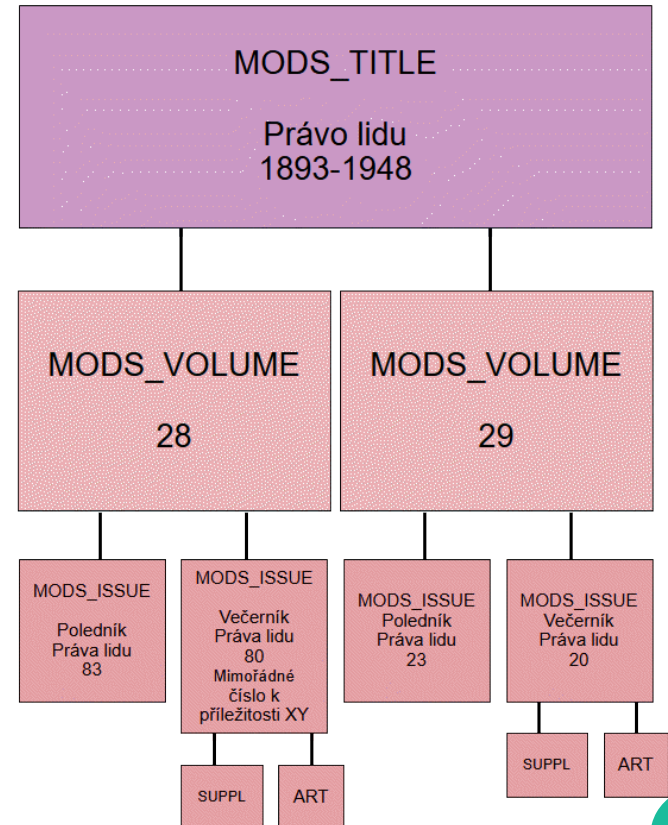 MODS_TITLE
Právo lidu
1893-1948
MODS_VOLUME
28
MODS_VOLUME
29
MODS_ISSUE
Poledník
Práva lidu
83
MODS_ISSUE
Večerník
Práva lidu
80
Mimořádné
číslo k
příležitosti XY
MODS_ISSUE
Poledník
Práva lidu
23
MODS_ISSUE
Večerník
Práva lidu
20
SUPPL
ART
SUPPL
ART